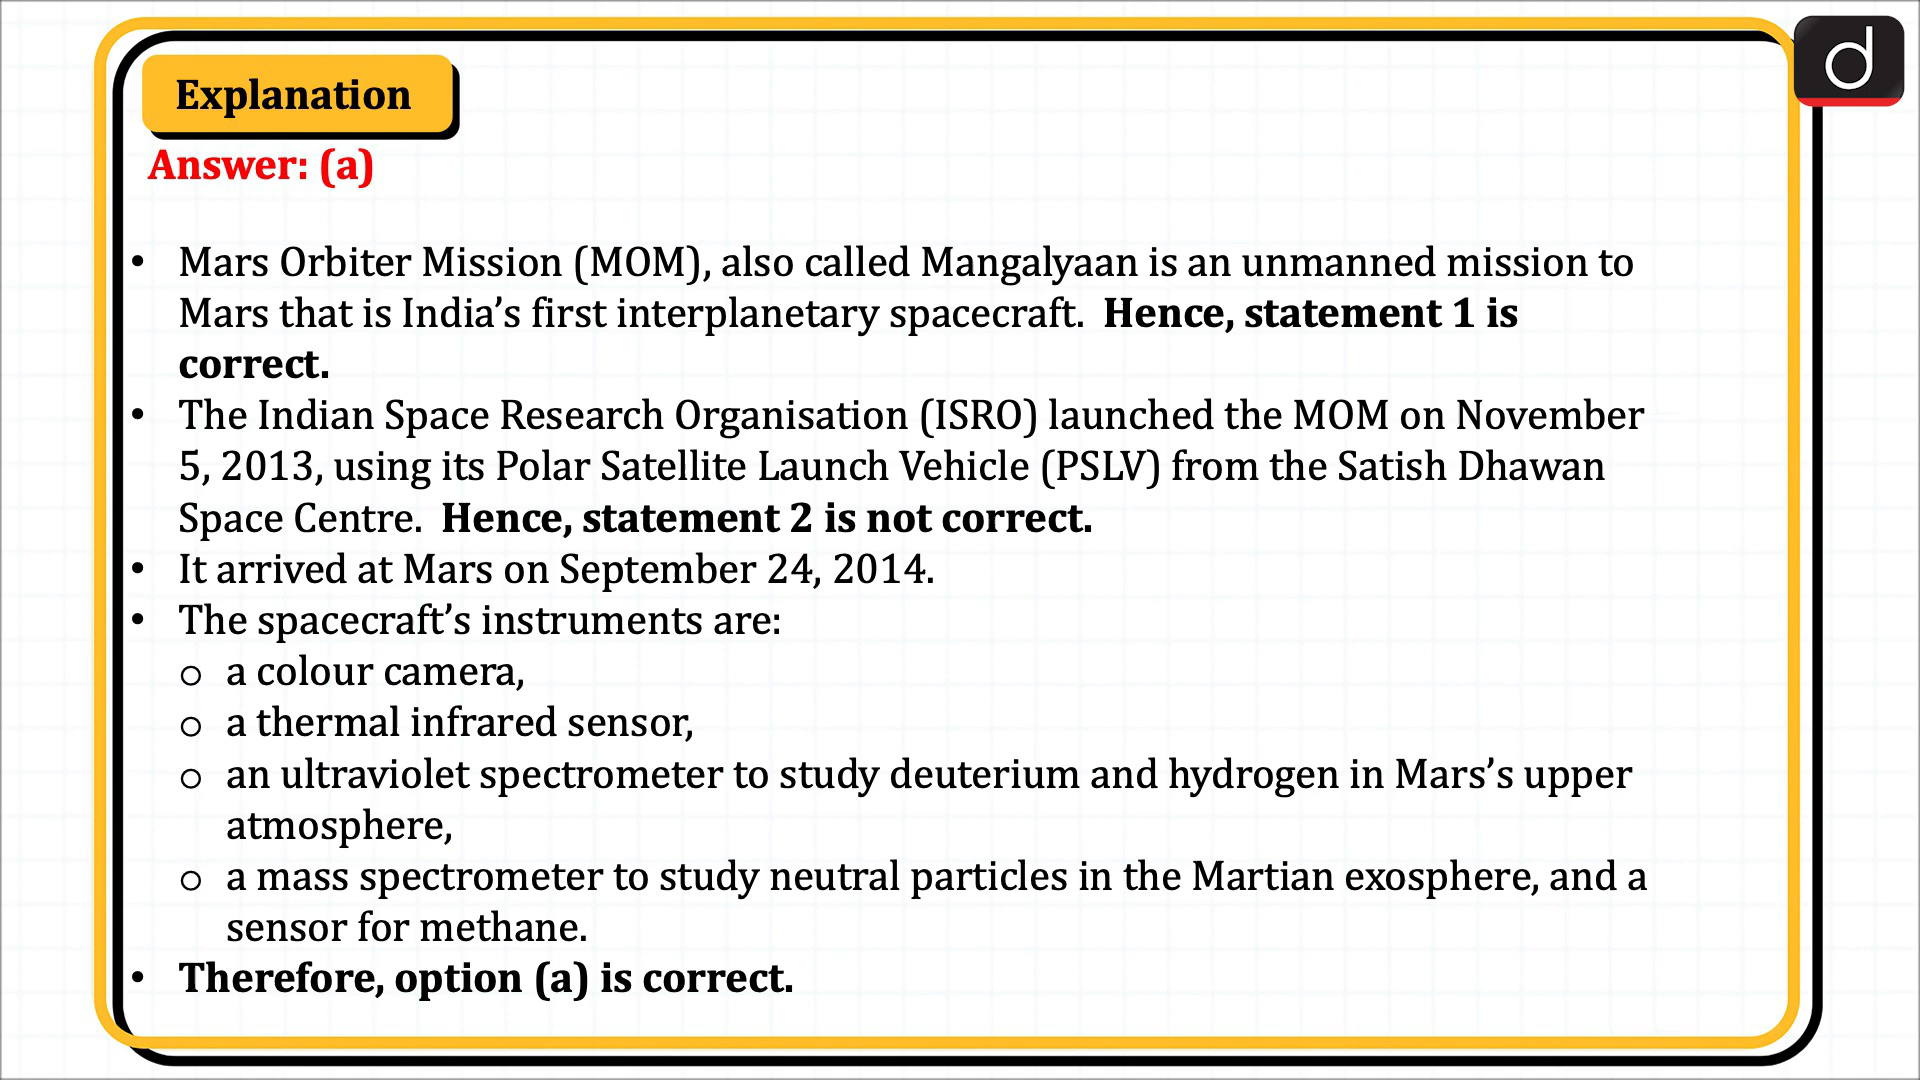 Explanation
Answer: (a)
• Mars Orbiter Mission (MOM), also called Mangalyaan is an unmanned mission to
Mars that is India’s first interplanetary spacecraft. Hence, statement 1 is
correct.
• The Indian Space Research Organisation (ISRO) launched the MOM on November
5, 2013, using its Polar Satellite Launch Vehicle (PSLV) from the Satish Dhawan
Space Centre. Hence, statement 2 is not correct.
• It arrived at Mars on September 24, 2014.
• The spacecraft’s instruments are:
o a colour camera,
o a thermal infrared sensor,
o an ultraviolet spectrometer to study deuterium and hydrogen in Mars’s upper
atmosphere,
o a mass spectrometer to study neutral particles in the Martian exosphere, and a
sensor for methane.
• Therefore, option (a) is correct.
d